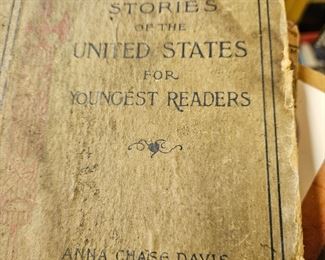 STORIES
OF THE
UNITED STATES
FOR
YOUNGEST READERS
ANNA CHASE DAVIS